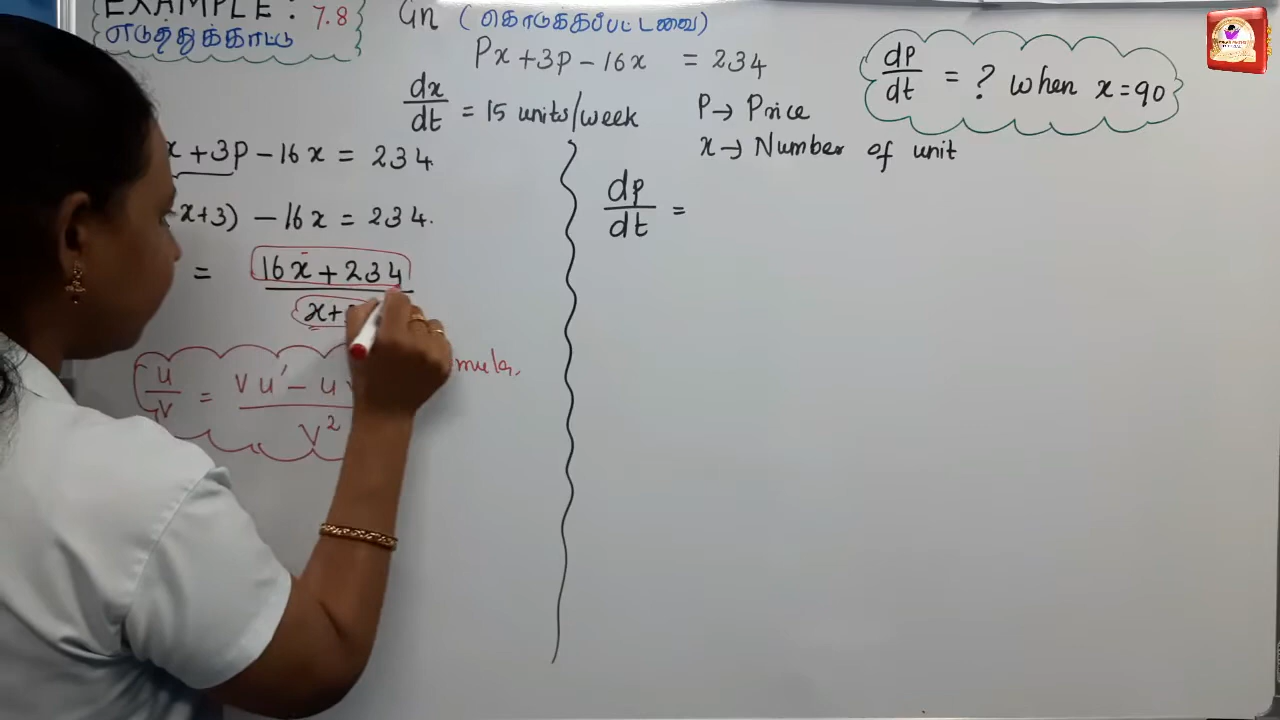 EXAMPLE : 7.8
எடுத்துக்காட்டு
Gn (கொடுக்கப்பட்டவை)
Px + 3p - 16x = 234
dx/dt = 15 units/week
P → Price
x → Number of unit
dp/dt = ? when x = 90
x + 3p - 16x = 234
x+3) - 16x = 234.
= 16x + 234
x+
u/v = vu' - u
v²
mula.
dp/dt =